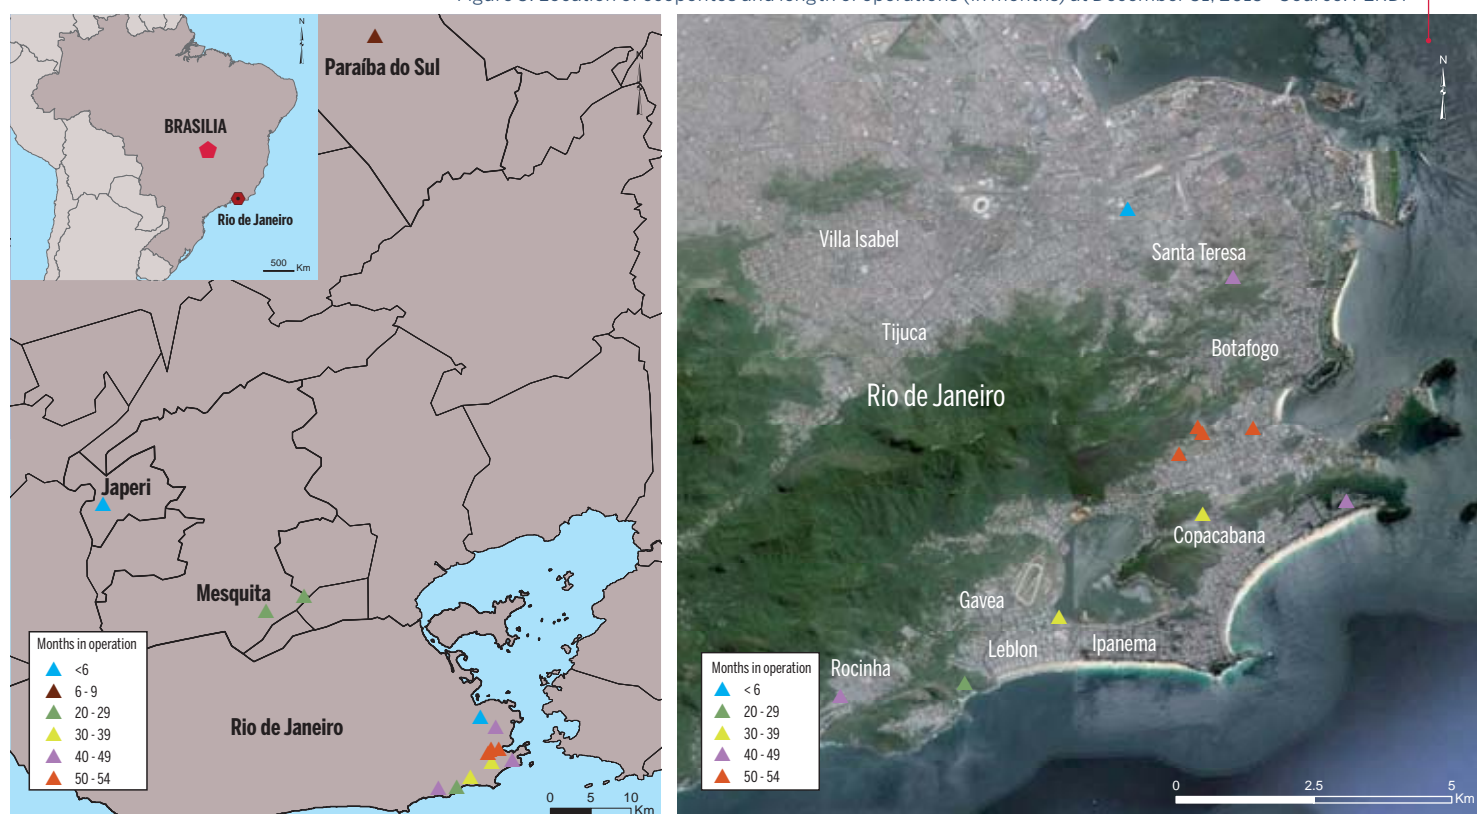 N
Paraíba do Sul
N
BRASILIA
Rio de Janeiro
500 Km
Japeri
Mesquita
Rio de Janeiro
Months in operation
<6
6 - 9
20 - 29
30 - 39
40 - 49
50 - 54
0 5 10
Km
N
Villa Isabel
Santa Teresa
Tijuca
Botafogo
Rio de Janeiro
Copacabana
Gavea
Leblon
Ipanema
Rocinha
Months in operation
< 6
20 - 29
30 - 39
40 - 49
50 - 54
0 2.5 5
Km